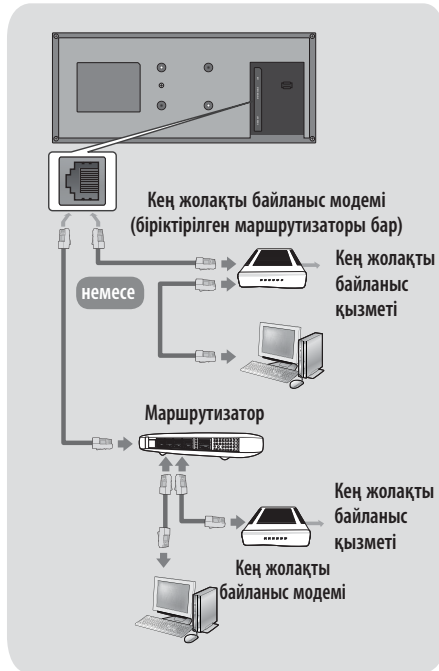 Кең жолақты байланыс модемі
(біріктірілген маршрутизаторы бар)
Кең жолақты
байланыс
қызметі
немесе
Маршрутизатор
Кең жолақты
байланыс
қызметі
Кең жолақты
байланыс модемі